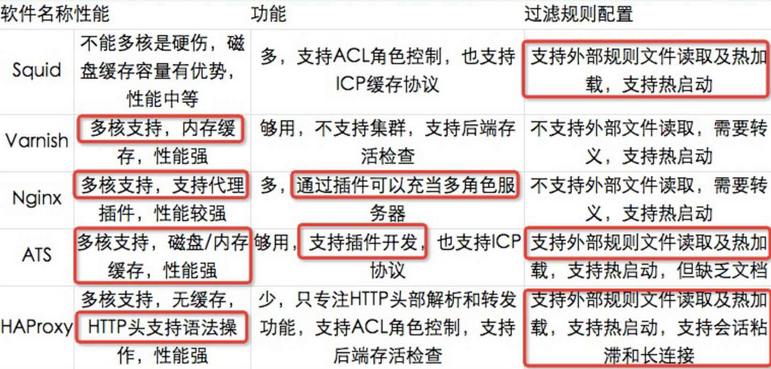 软件名称性能 功能 过滤规则配置
Squid
不能多核是硬伤，磁
盘缓存容量有优势，
性能中等
多，支持ACL角色控制，也支持
ICP缓存协议
支持外部规则文件读取及热加
载，支持热启动
Varnish
多核支持，内存缓
存，性能强
够用，不支持集群，支持后端存
活检查
不支持外部文件读取，需要转
义，支持热启动
Nginx
多核支持，支持代理
插件，性能较强
多，通过插件可以充当多角色服
务器
不支持外部文件读取，需要转
义，支持热启动
ATS
多核支持，磁盘/内存
缓存，性能强
够用，支持插件开发，也支持ICP
协议
支持外部规则文件读取及热加
载，支持热启动，但缺乏文档
HAProxy
多核支持，无缓存，
HTTP头支持语法操
作，性能强
少，只专注HTTP头部解析和转发
功能，支持ACL角色控制，支持
后端存活检查
支持外部规则文件读取及热加
载，支持热启动，支持会话粘
滞和长连接